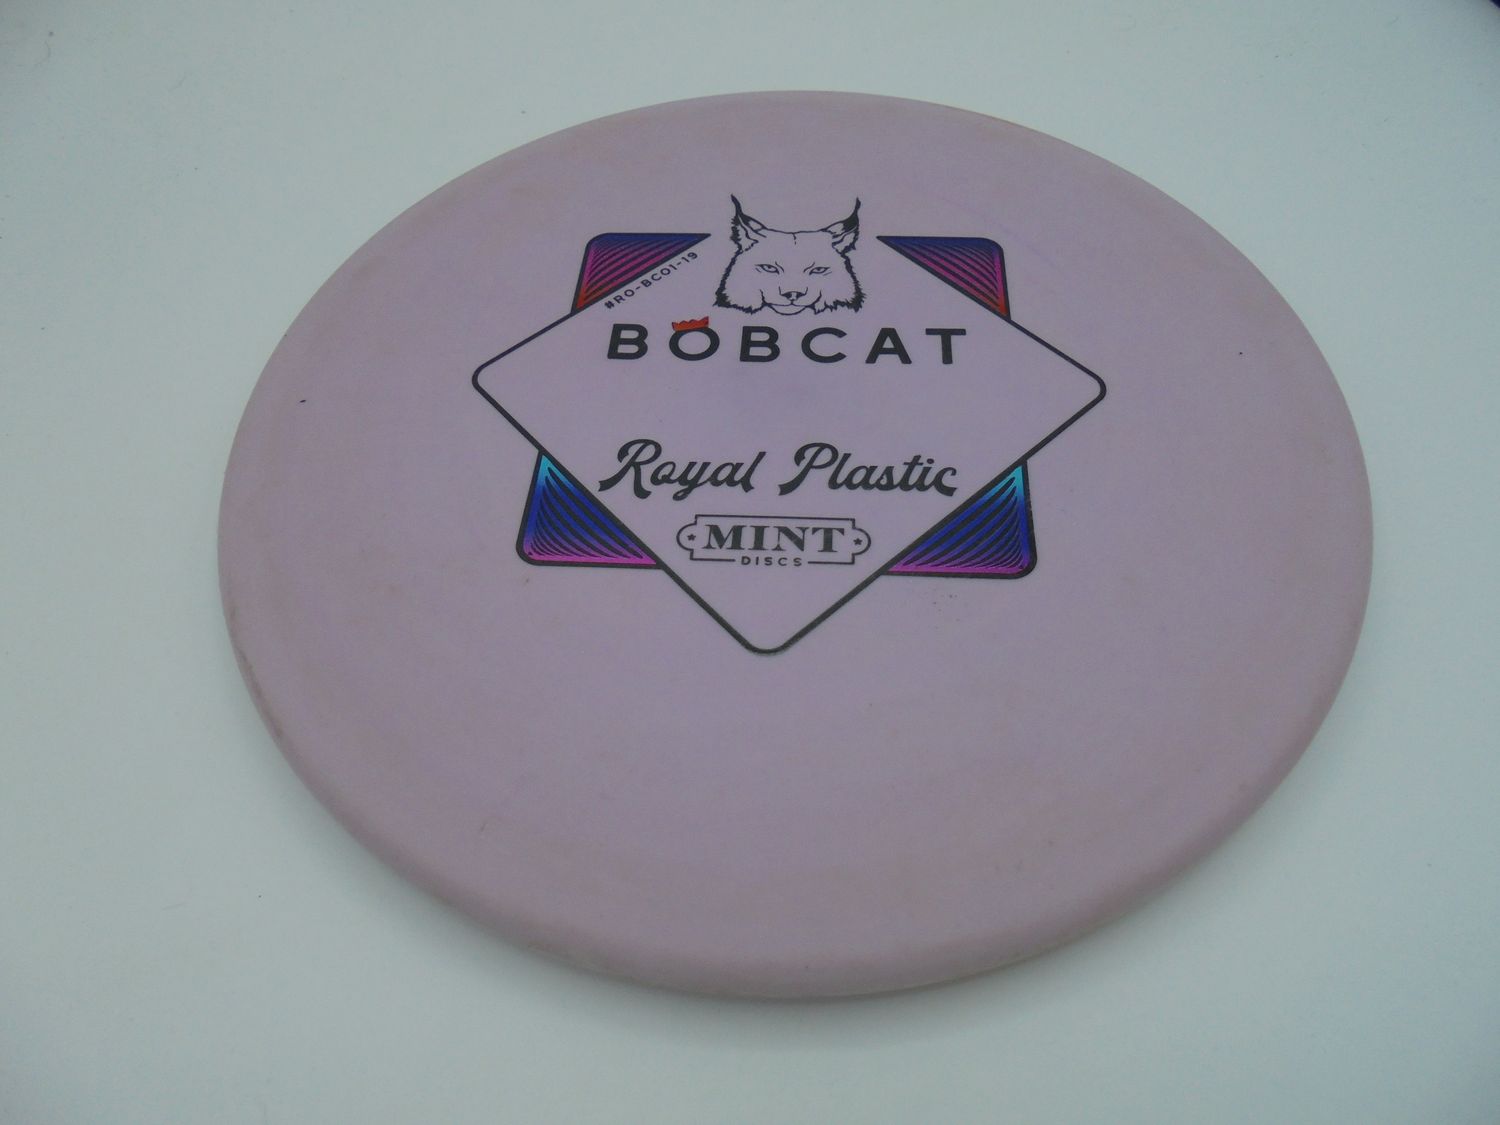 #RO-BC01-19
BOBCAT
Royal Plastic
MINT
DISCS